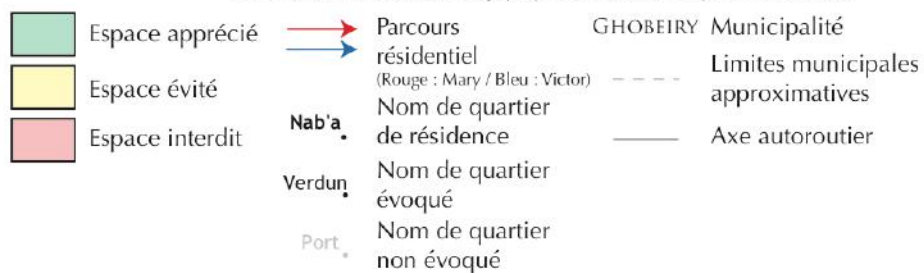 Espace apprécié
Espace évité
Espace interdit
Parcours
résidentiel
(Rouge : Mary / Bleu : Victor)
Nab'a
Nom de quartier
de résidence
Verdun
Nom de quartier
évoqué
Port
Nom de quartier
non évoqué
GHOBEIRY Municipalité
Limites municipales
approximatives
Axe autoroutier